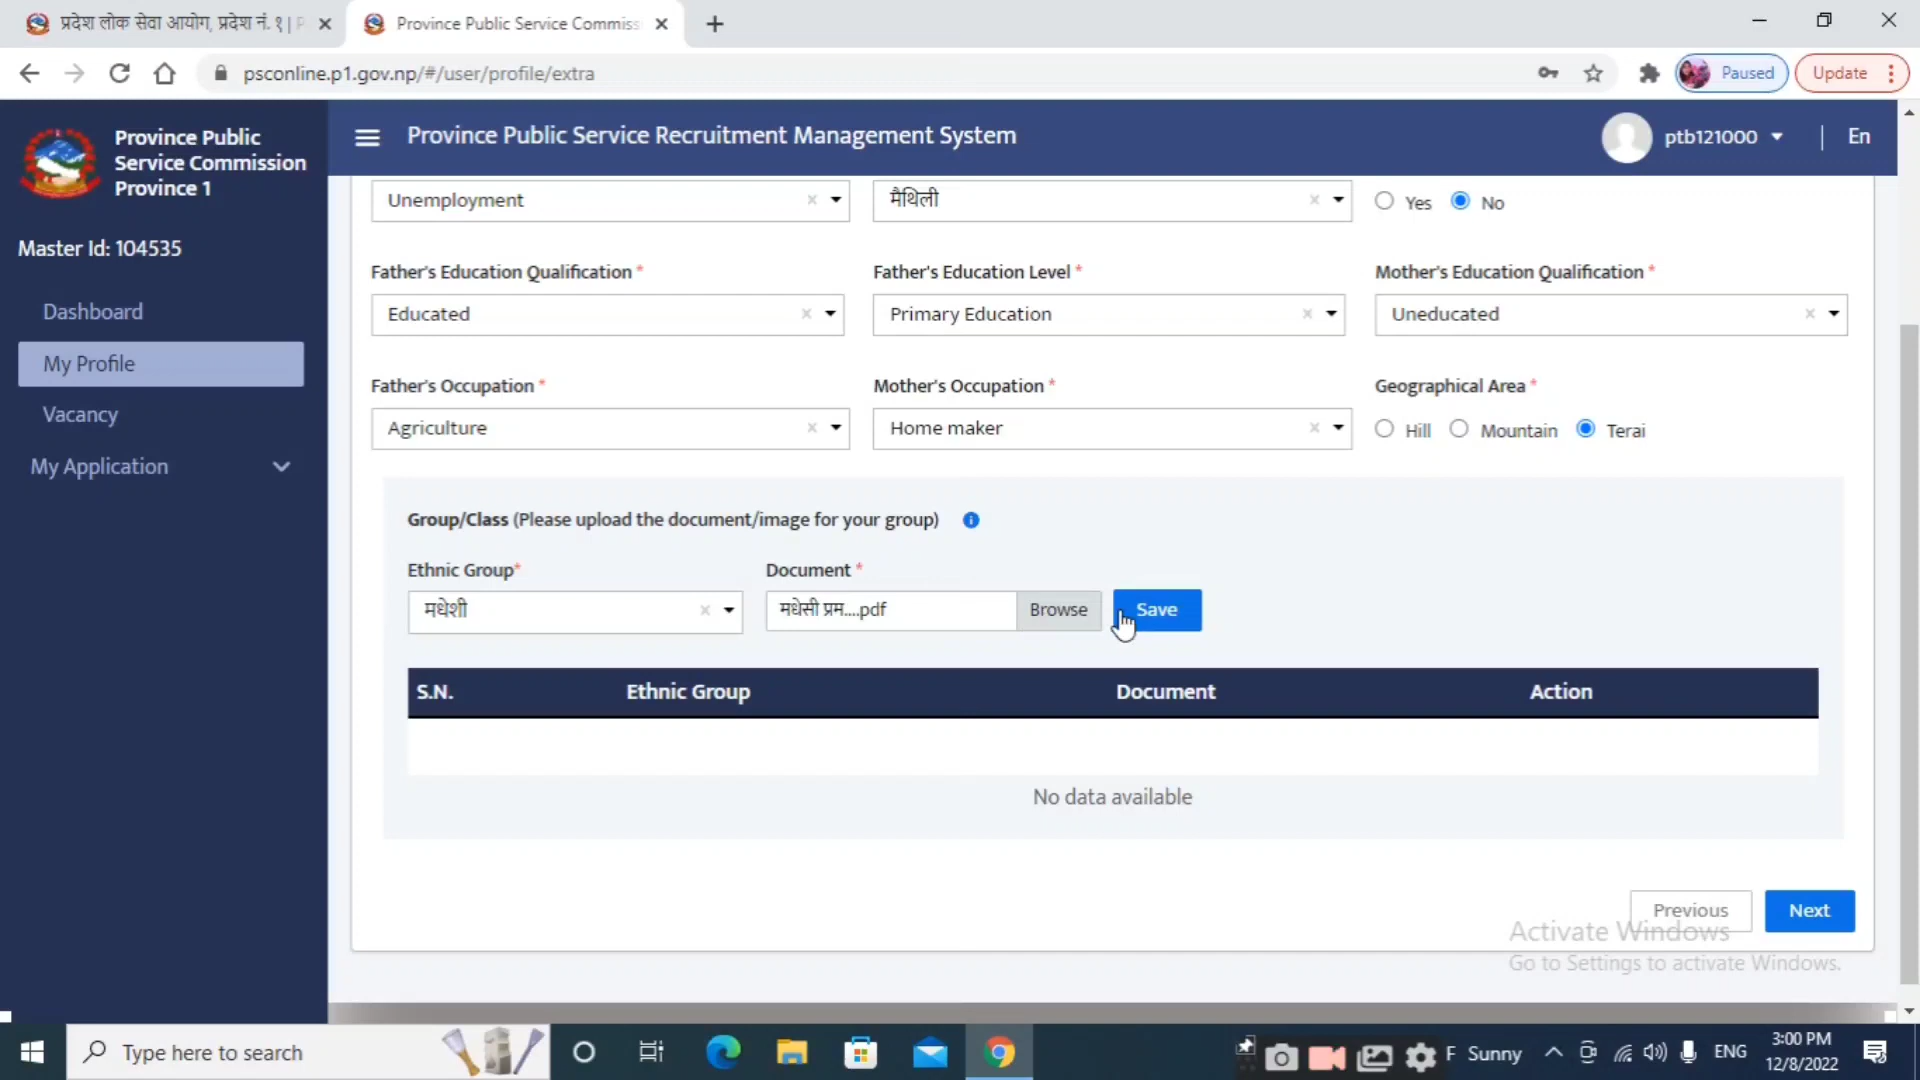 प्रदेश लोक सेवा आयोग, प्रदेश नं. १ | P
Province Public Service Commiss
psconline.p1.gov.np/#/user/profile/extra
Paused
Update
Province Public
Service Commission
Province 1
Province Public Service Recruitment Management System
ptb121000
En
Master Id: 104535
Dashboard
My Profile
Vacancy
My Application
Unemployment
मैथिली
Yes No
Father's Education Qualification *
Father's Education Level *
Mother's Education Qualification *
Educated
Primary Education
Uneducated
Father's Occupation *
Mother's Occupation *
Geographical Area *
Agriculture
Home maker
Hill Mountain Terai
Group/Class (Please upload the document/image for your group)
Ethnic Group*
Document *
मधेशी
मधेसी प्रम....pdf
Browse
Save
S.N. Ethnic Group Document Action
No data available
Previous
Next
Activate Windows
Go to Settings to activate Windows.
Type here to search
F Sunny
ENG
3:00 PM
12/8/2022